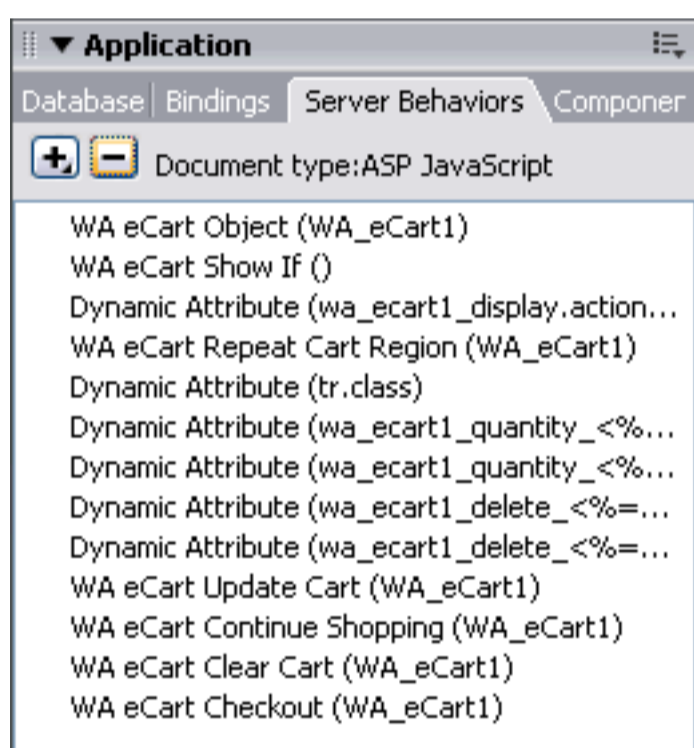 Application
Database Bindings Server Behaviors Componer
Document type:ASP JavaScript
WA eCart Object (WA_eCart1)
WA eCart Show If ()
Dynamic Attribute (wa_ecart1_display.action...
WA eCart Repeat Cart Region (WA_eCart1)
Dynamic Attribute (tr.class)
Dynamic Attribute (wa_ecart1_quantity_<%...
Dynamic Attribute (wa_ecart1_quantity_<%...
Dynamic Attribute (wa_ecart1_delete_<%=...
Dynamic Attribute (wa_ecart1_delete_<%=...
WA eCart Update Cart (WA_eCart1)
WA eCart Continue Shopping (WA_eCart1)
WA eCart Clear Cart (WA_eCart1)
WA eCart Checkout (WA_eCart1)